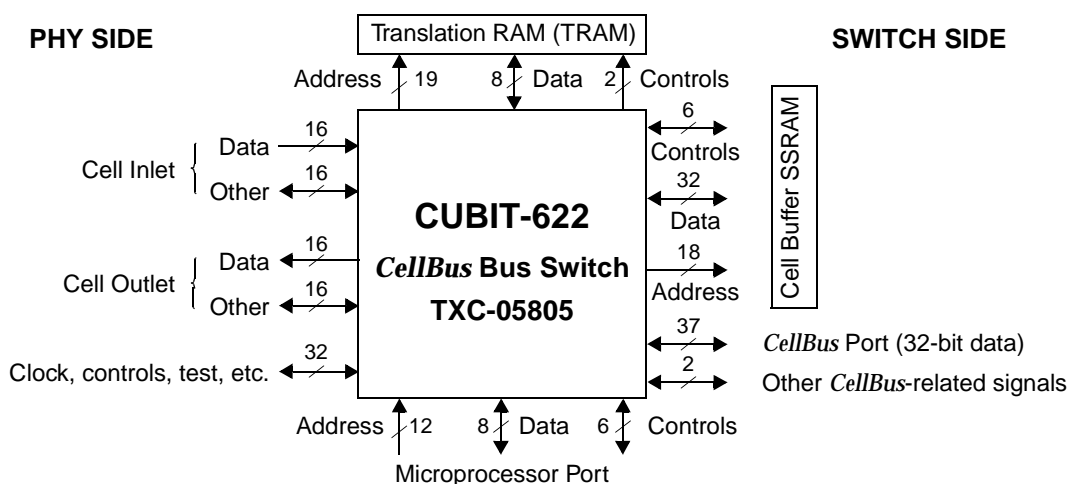 PHY SIDE
Translation RAM (TRAM)
SWITCH SIDE
Address 19 8 Data 2 Controls
Cell Inlet
Data 16
Other 16
Cell Outlet
Data 16
Other 16
Clock, controls, test, etc. 32
CUBIT-622
CellBus Bus Switch
TXC-05805
6
Controls
32
Data
18
Address
Cell Buffer SSRAM
37
CellBus Port (32-bit data)
2
Other CellBus-related signals
Address 12 8 Data 6 Controls
Microprocessor Port